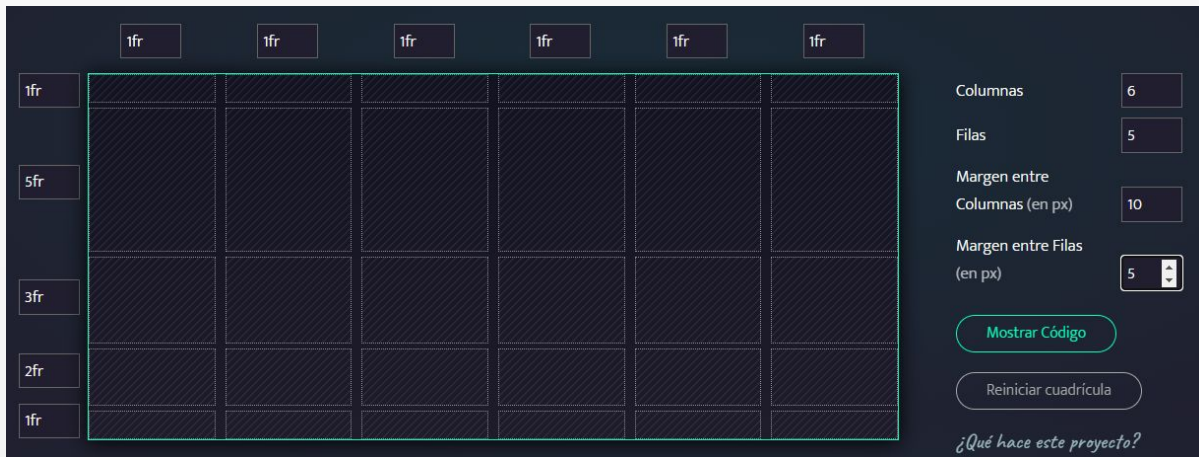 1fr 1fr 1fr 1fr 1fr 1fr
1fr
5fr
3fr
2fr
1fr
Columnas 6
Filas 5
Margen entre
Columnas (en px) 10
Margen entre Filas
(en px) 5
Mostrar Código
Reiniciar cuadrícula
¿Qué hace este proyecto?